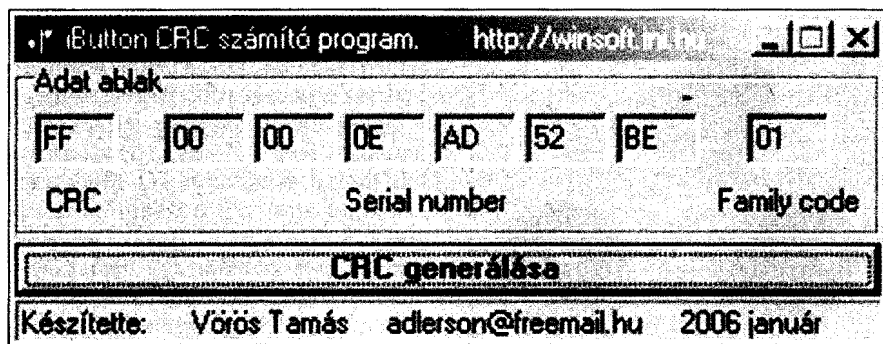 iButton CRC számító program. http://winsoft.ini.hu
Adat ablak
FF 00 00 0E AD 52 BE 01
CRC Serial number Family code
CRC generálása
Készítette: Vörös Tamás adlerson@freemail.hu 2006 január